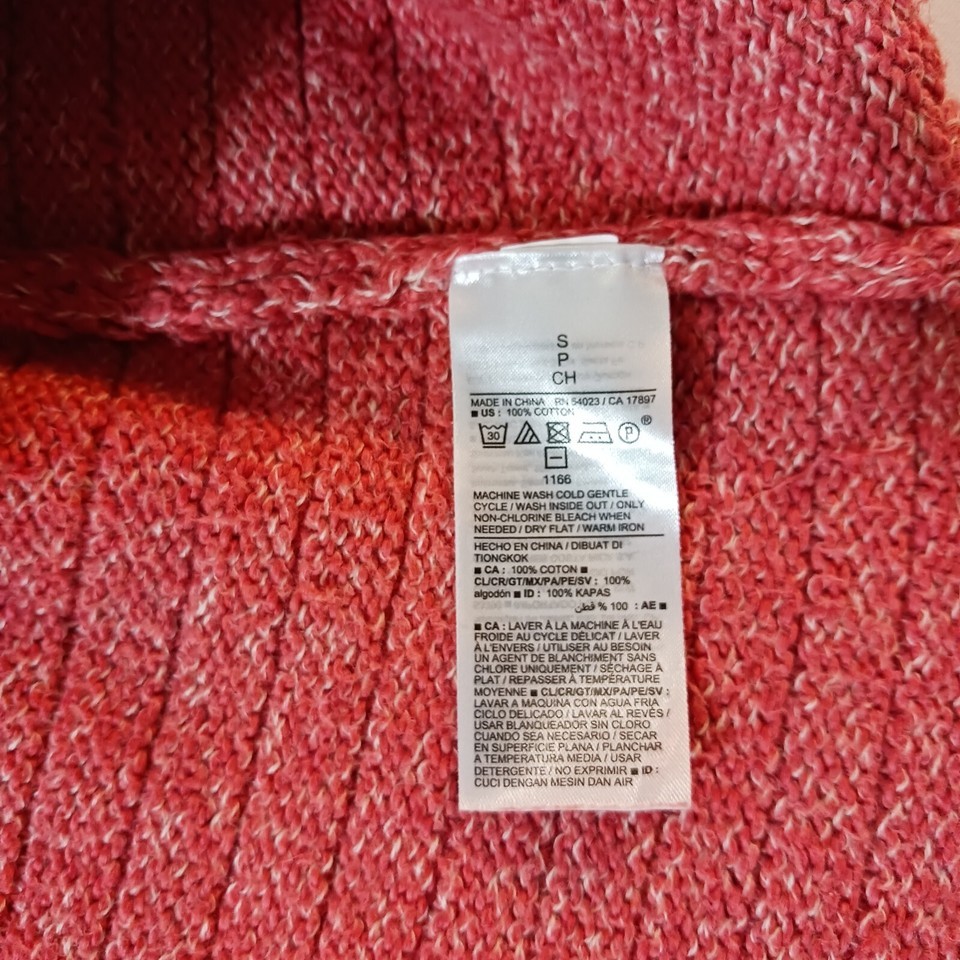 S
P
CH
MADE IN CHINA RN 54023 / CA 17897
■ US : 100% COTTON
30 P ®
1166
MACHINE WASH COLD GENTLE
CYCLE / WASH INSIDE OUT / ONLY
NON-CHLORINE BLEACH WHEN
NEEDED / DRY FLAT / WARM IRON
HECHO EN CHINA / DIBUAT DI
TIONGKOK
■ CA : 100% COTON ■
CL/CR/GT/MX/PA/PE/SV : 100%
algodón ■ ID : 100% KAPAS
■ AE : 100 % قطن
■ CA : LAVER À LA MACHINE À L'EAU
FROIDE AU CYCLE DÉLICAT / LAVER
À L'ENVERS / UTILISER AU BESOIN
UN AGENT DE BLANCHIMENT SANS
CHLORE UNIQUEMENT / SÉCHAGE À
PLAT / REPASSER À TEMPÉRATURE
MOYENNE ■ CL/CR/GT/MX/PA/PE/SV :
LAVAR A MAQUINA CON AGUA FRIA
CICLO DELICADO / LAVAR AL REVÉS /
USAR BLANQUEADOR SIN CLORO
CUANDO SEA NECESARIO / SECAR
EN SUPERFICIE PLANA / PLANCHAR
A TEMPERATURA MEDIA / USAR
DETERGENTE / NO EXPRIMIR ■ ID :
CUCI DENGAN MESIN DAN AIR